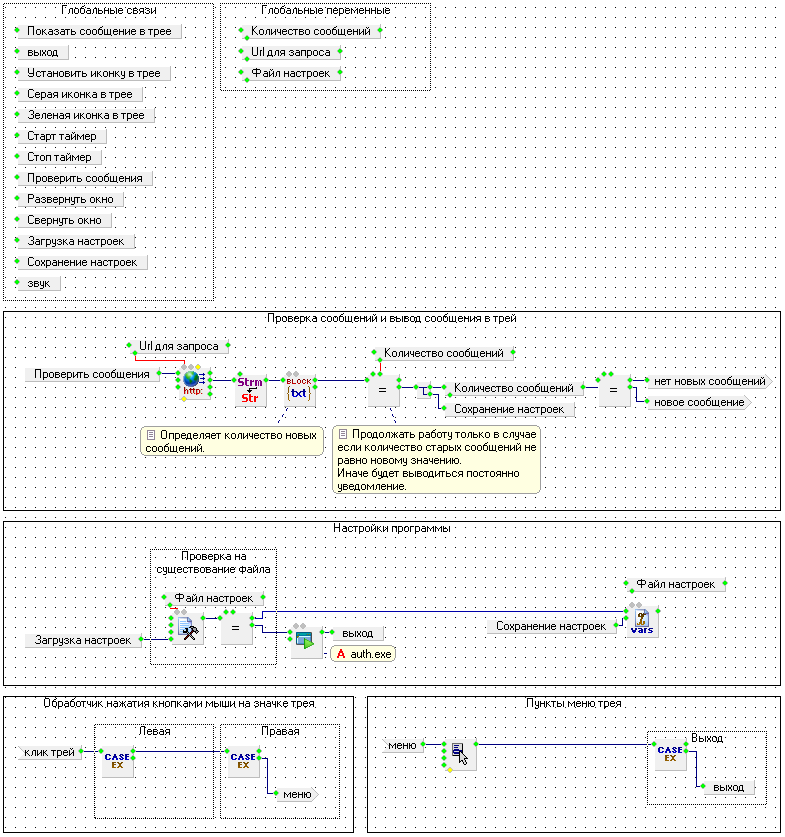 Глобальные связи
Показать сообщение в трее
выход
Установить иконку в трее
Серая иконка в трее
Зеленая иконка в трее
Старт таймер
Стоп таймер
Проверить сообщения
Развернуть окно
Свернуть окно
Загрузка настроек
Сохранение настроек
звук
Глобальные переменные
Количество сообщений
Url для запроса
Файл настроек
Проверка сообщений и вывод сообщения в трей
Url для запроса
Проверить сообщения
http:
Strm
Str
BLOCK
{txt}
Количество сообщений
=
Количество сообщений
Сохранение настроек
=
нет новых сообщений
новое сообщение
Определяет количество новых
сообщений.
Продолжать работу только в случае
если количество старых сообщений не
равно новому значению.
Иначе будет выводиться постоянно
уведомление.
Настройки программы
Проверка на
существование файла
Файл настроек
Загрузка настроек
=
выход
A auth.exe
Файл настроек
Сохранение настроек
vars
Обработчик нажатия кнопками мыши на значке трея
клик трей
Левая
CASE
EX
Правая
CASE
EX
меню
Пункты меню трея
меню
Выход
CASE
EX
выход